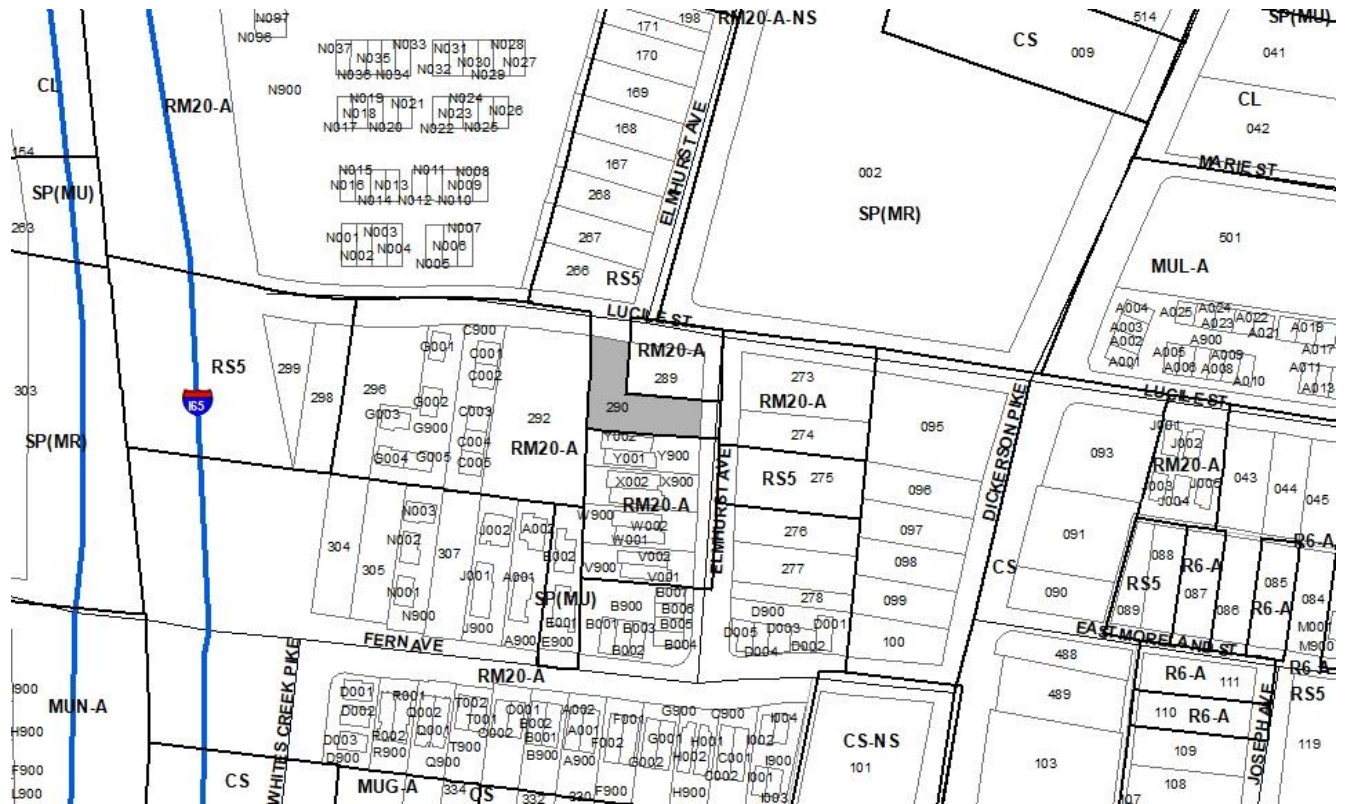 N097
N096
198
171
RM20-A-NS
514
SP(MU)
N037
N033
N031
N028
N035
N030
N027
N036
N034
N032
N029
170
CS
009
041
CL
RM20-A
N900
169
CL
042
N019
N021
N024
N026
N018
N023
N017
N020
N022
N025
168
ELMHURST AVE
154
167
MARIE ST
SP(MU)
N015
N011
N008
N016
N013
N009
N014
N012
N010
268
002
SP(MR)
263
N001
N003
N007
N002
N004
N006
N005
267
501
266
RS5
MUL-A
LUCILE ST
A004
A025
A024
A022
A003
A023
A021
A019
A002
A900
A017
A001
A005
A009
A006
A008
A010
A011
A013
RS5
299
298
296
G001
C900
C001
C002
RM20-A
289
273
RM20-A
274
303
165
G002
G003
G900
G004
G005
C003
C004
C005
292
290
RM20-A
DICKERSON PIKE
LUCILE ST
SP(MR)
095
093
J001
J002
RM20-A
J003
J005
J004
043
044
045
Y002
Y001
Y900
X002
X900
RM20-A
ELMHURST AVE
RS5
275
096
W900
W002
W001
V002
V900
V001
276
277
278
097
098
099
100
091
090
CS
N003
N002
N001
N900
304
305
307
J002
J001
J900
A002
A001
A900
B002
SP(MU)
E001
E900
B900
B007
B006
B005
B001
B003
B004
B002
D900
D005
D003
D001
D004
D002
R6-A
088
R6-A
087
RS5
089
086
085
R6-A
084
M001
M900
FERN AVE
EASTMORELAND ST
RM20-A
WHITES CREEK PIKE
488
489
R6-A
111
110
R6-A
109
108
107
R6-A
RS5
119
JOSEPH AVE
I900
MUN-A
H900
F900
L900
D001
D002
D003
D900
R001
R002
R900
Q002
Q001
Q900
T002
T001
T900
O001
O002
B002
B001
B900
A002
A001
A900
F001
F002
F900
G900
G001
G002
H001
H002
H900
C900
C001
C002
I004
I002
I900
I001
I003
CS-NS
101
103
CS
MUG-A
334
CS
332
330